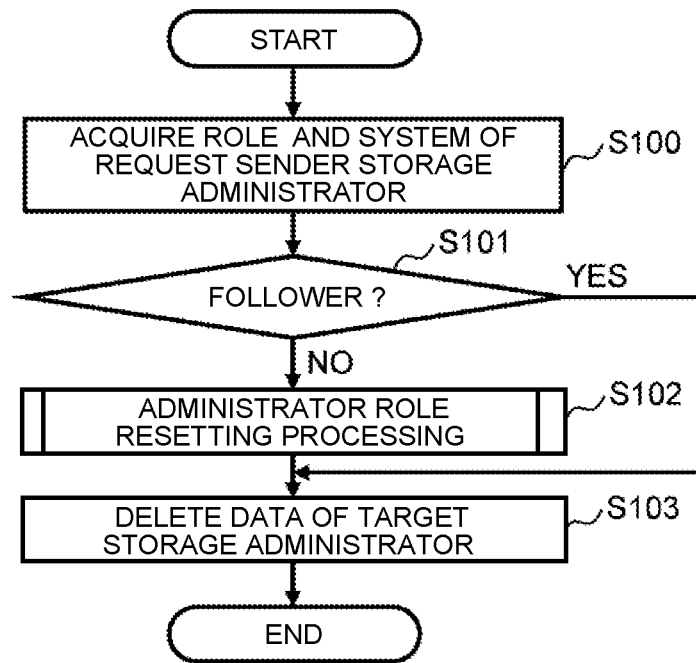 START
ACQUIRE ROLE AND SYSTEM OF
REQUEST SENDER STORAGE
ADMINISTRATOR
S100
S101
FOLLOWER ?
YES
NO
ADMINISTRATOR ROLE
RESETTING PROCESSING
S102
DELETE DATA OF TARGET
STORAGE ADMINISTRATOR
S103
END